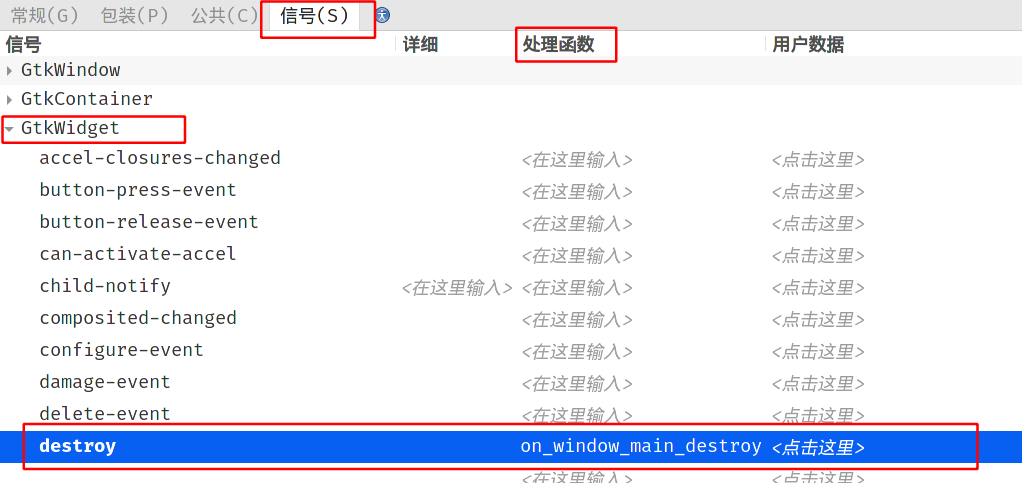 常规(G) 包装(P) 公共(C) 信号(S)
信号 详细 处理函数 用户数据
GtkWindow
GtkContainer
GtkWidget
accel-closures-changed <在这里输入> <点击这里>
button-press-event <在这里输入> <点击这里>
button-release-event <在这里输入> <点击这里>
can-activate-accel <在这里输入> <点击这里>
child-notify <在这里输入> <在这里输入> <点击这里>
composited-changed <在这里输入> <点击这里>
configure-event <在这里输入> <点击这里>
damage-event <在这里输入> <点击这里>
delete-event <在这里输入> <点击这里>
destroy on_window_main_destroy <点击这里>
<在这里输入> <点击这里>